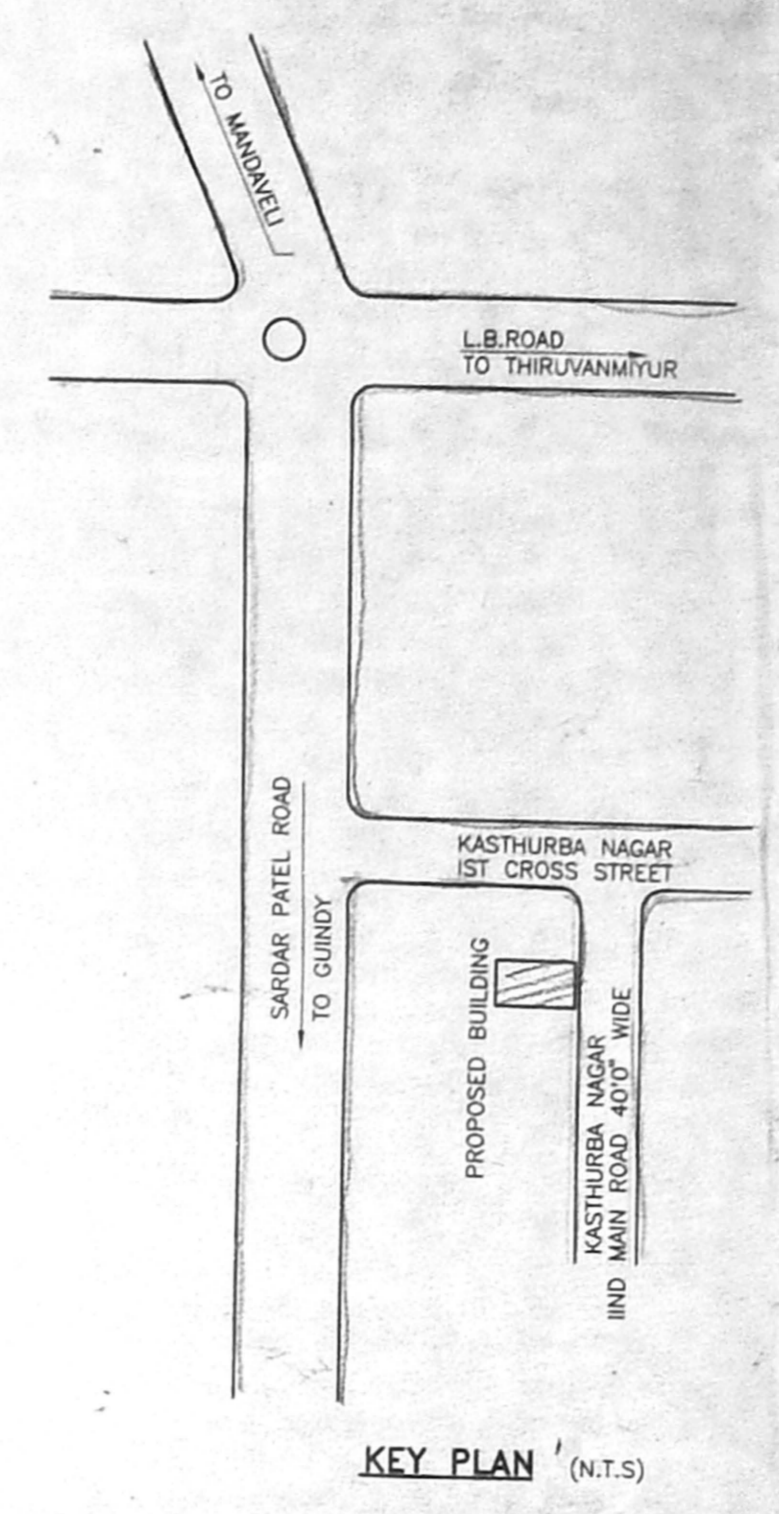 TO MANDAVELI
L.B.ROAD
TO THIRUVANMIYUR
SARDAR PATEL ROAD
TO GUINDY
KASTHURBA NAGAR
IST CROSS STREET
PROPOSED BUILDING
KASTHURBA NAGAR
IIND MAIN ROAD 40'0" WIDE
KEY PLAN (N.T.S)